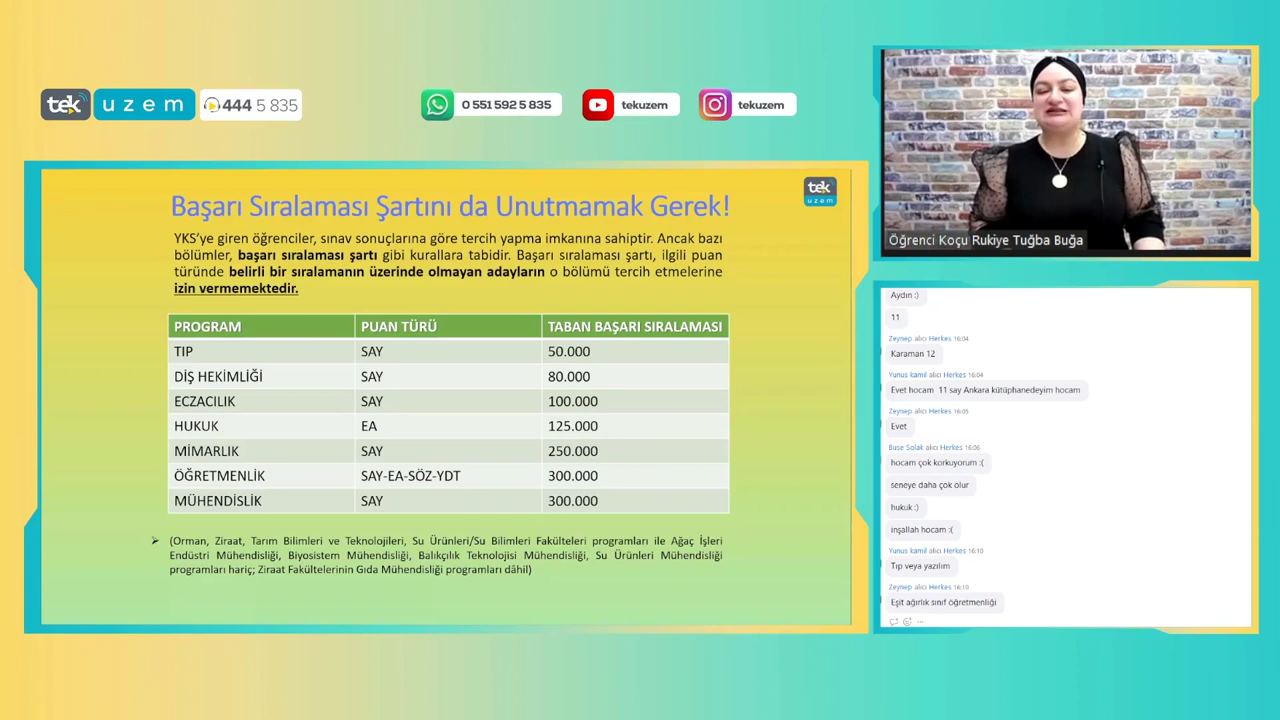 tek uzem 444 5 835
0 551 592 5 835
tekuzem
tekuzem
tek
uzem
Başarı Sıralaması Şartını da Unutmamak Gerek!
YKS'ye giren öğrenciler, sınav sonuçlarına göre tercih yapma imkanına sahiptir. Ancak bazı
bölümler, başarı sıralaması şartı gibi kurallara tabidir. Başarı sıralaması şartı, ilgili puan
türünde belirli bir sıralamanın üzerinde olmayan adayların o bölümü tercih etmelerine
izin vermemektedir.
PROGRAM PUAN TÜRÜ TABAN BAŞARI SIRALAMASI
TIP SAY 50.000
DİŞ HEKİMLİĞİ SAY 80.000
ECZACILIK SAY 100.000
HUKUK EA 125.000
MİMARLIK SAY 250.000
ÖĞRETMENLİK SAY-EA-SÖZ-YDT 300.000
MÜHENDİSLİK SAY 300.000
➢ (Orman, Ziraat, Tarım Bilimleri ve Teknolojileri, Su Ürünleri/Su Bilimleri Fakülteleri programları ile Ağaç İşleri
Endüstri Mühendisliği, Biyosistem Mühendisliği, Balıkçılık Teknolojisi Mühendisliği, Su Ürünleri Mühendisliği
programları hariç; Ziraat Fakültelerinin Gıda Mühendisliği programları dâhil)
Öğrenci Koçu Rukiye Tuğba Buğa
Aydın :)
11
Zeynep alıcı Herkes 16:04
Karaman 12
Yunus kamil alıcı Herkes 16:04
Evet hocam 11 say Ankara kütüphanedeyim hocam
Zeynep alıcı Herkes 16:05
Evet
Buse Solak alıcı Herkes 16:06
hocam çok korkuyorum :(
seneye daha çok olur
hukuk :)
inşallah hocam :(
Yunus kamil alıcı Herkes 16:10
Tıp veya yazılım
Zeynep alıcı Herkes 16:10
Eşit ağırlık sınıf öğretmenliği